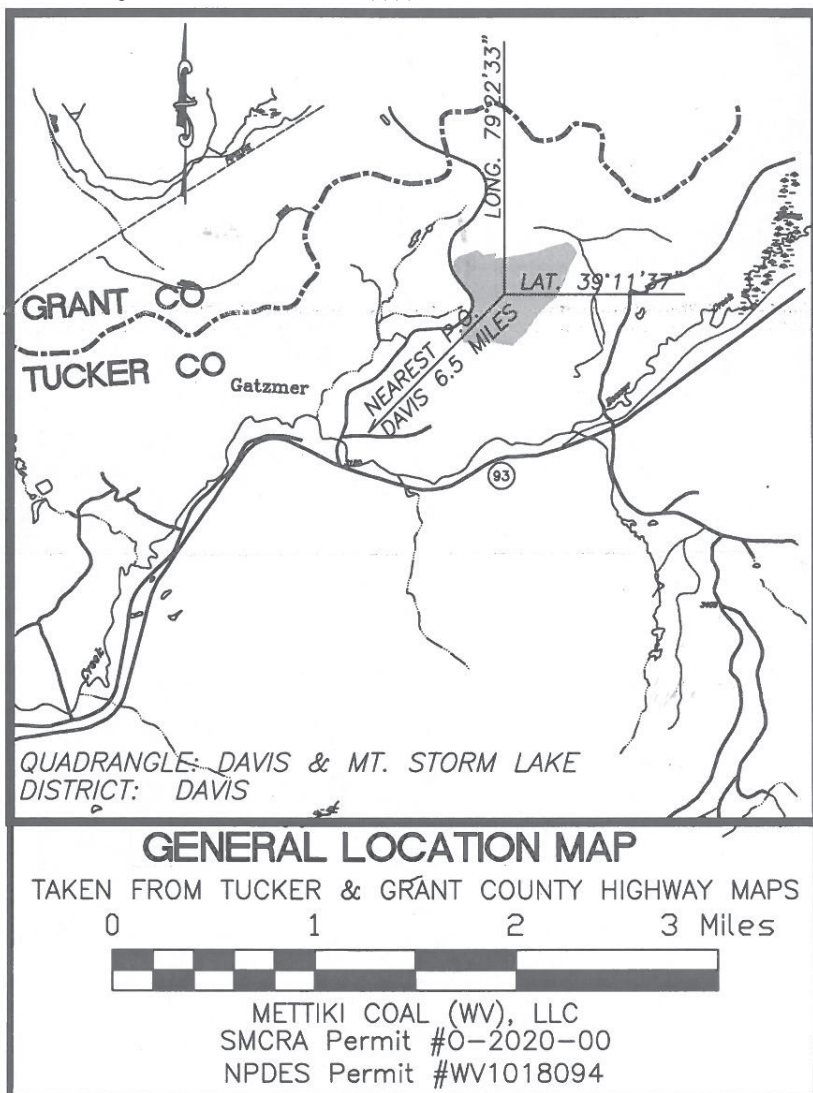 LONG. 79°22'33"
LAT. 39°11'37"
GRANT CO
TUCKER CO
Gatzmer
NEAREST P.O.
DAVIS 6.5 MILES
93
Creek
Creek
QUADRANGLE: DAVIS & MT. STORM LAKE
DISTRICT: DAVIS
GENERAL LOCATION MAP
TAKEN FROM TUCKER & GRANT COUNTY HIGHWAY MAPS
0 1 2 3 Miles
METTIKI COAL (WV), LLC
SMCRA Permit #O-2020-00
NPDES Permit #WV1018094